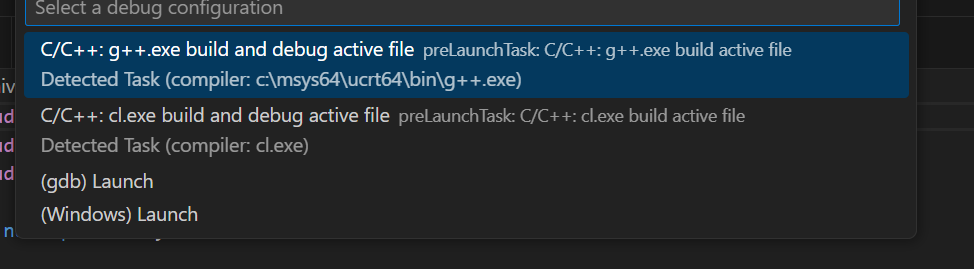 Select a debug configuration
C/C++: g++.exe build and debug active file preLaunchTask: C/C++: g++.exe build active file
Detected Task (compiler: c:\msys64\ucrt64\bin\g++.exe)
C/C++: cl.exe build and debug active file preLaunchTask: C/C++: cl.exe build active file
Detected Task (compiler: cl.exe)
(gdb) Launch
(Windows) Launch